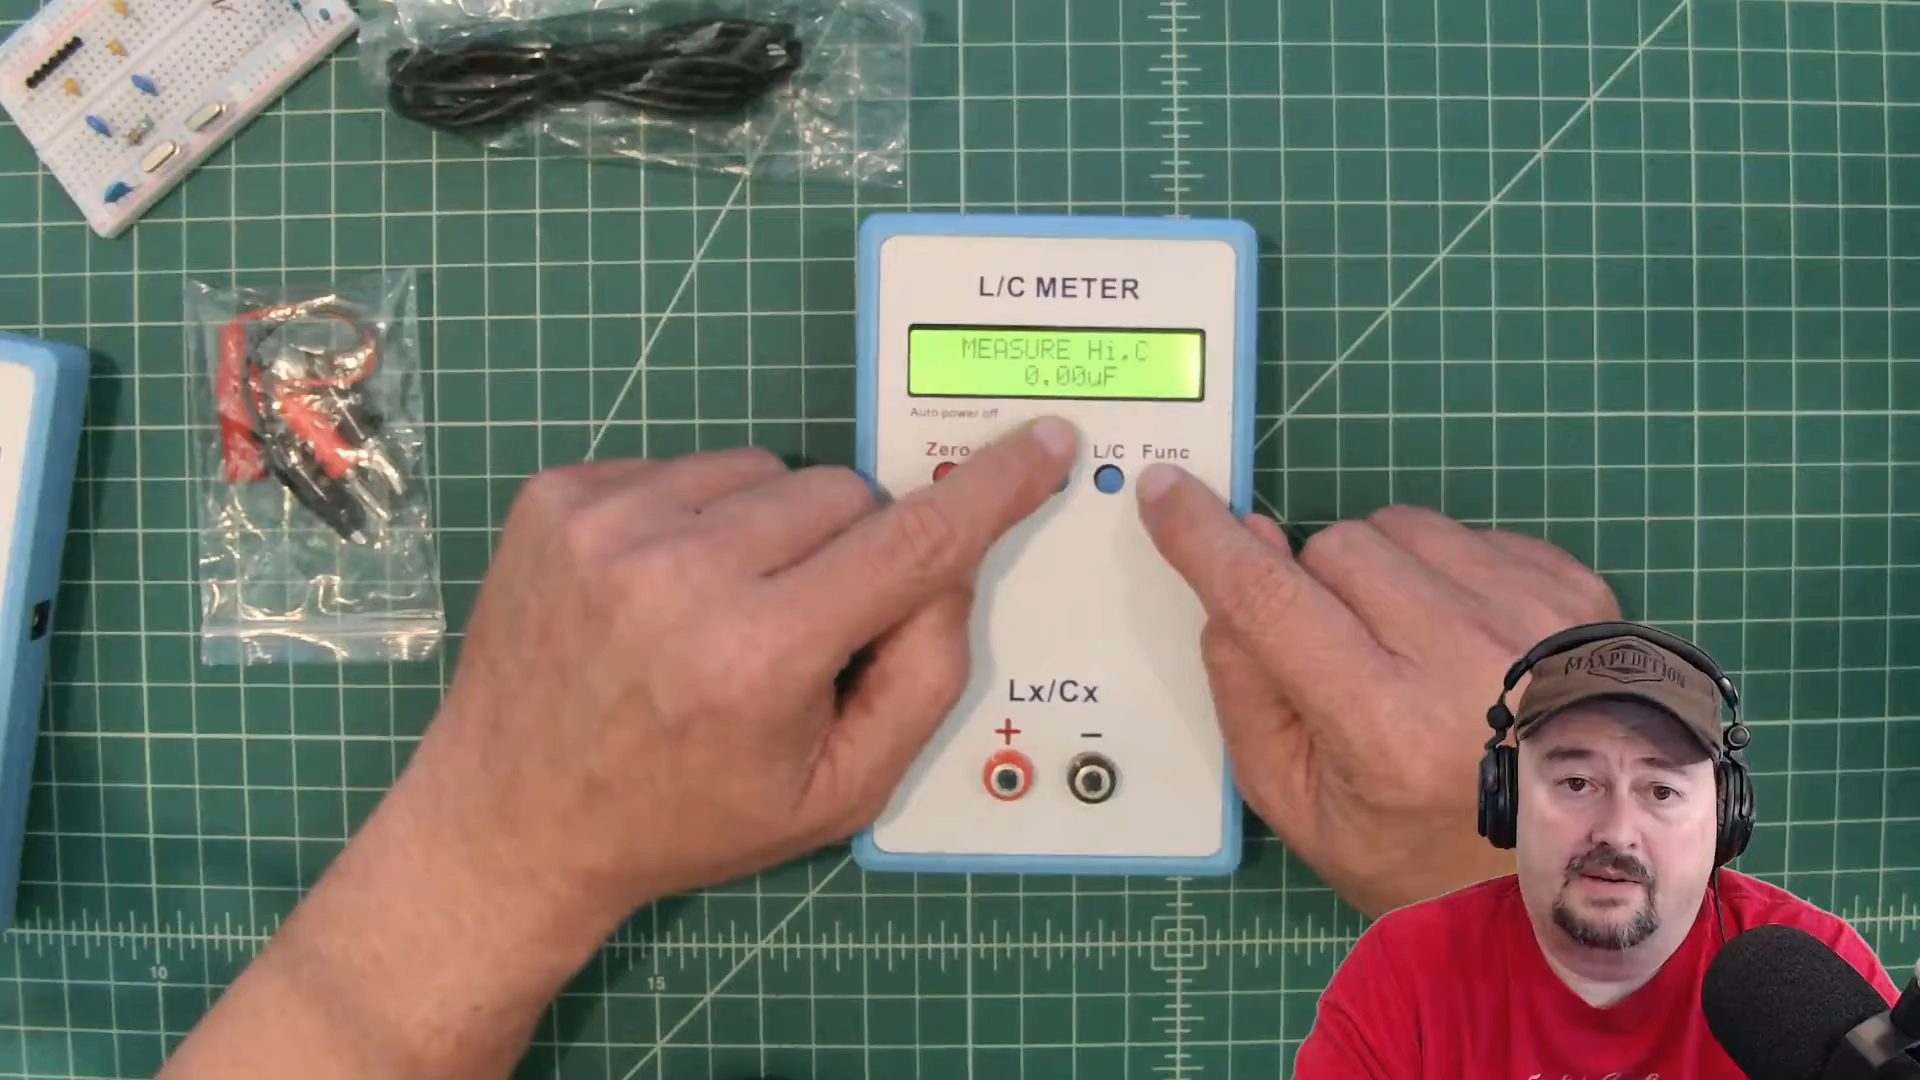 L/C METER
MEASURE Hi.C
0.00uF
Auto power off
Zero
L/C
Func
Lx/Cx
+
−
MAXPEDITION
10
15